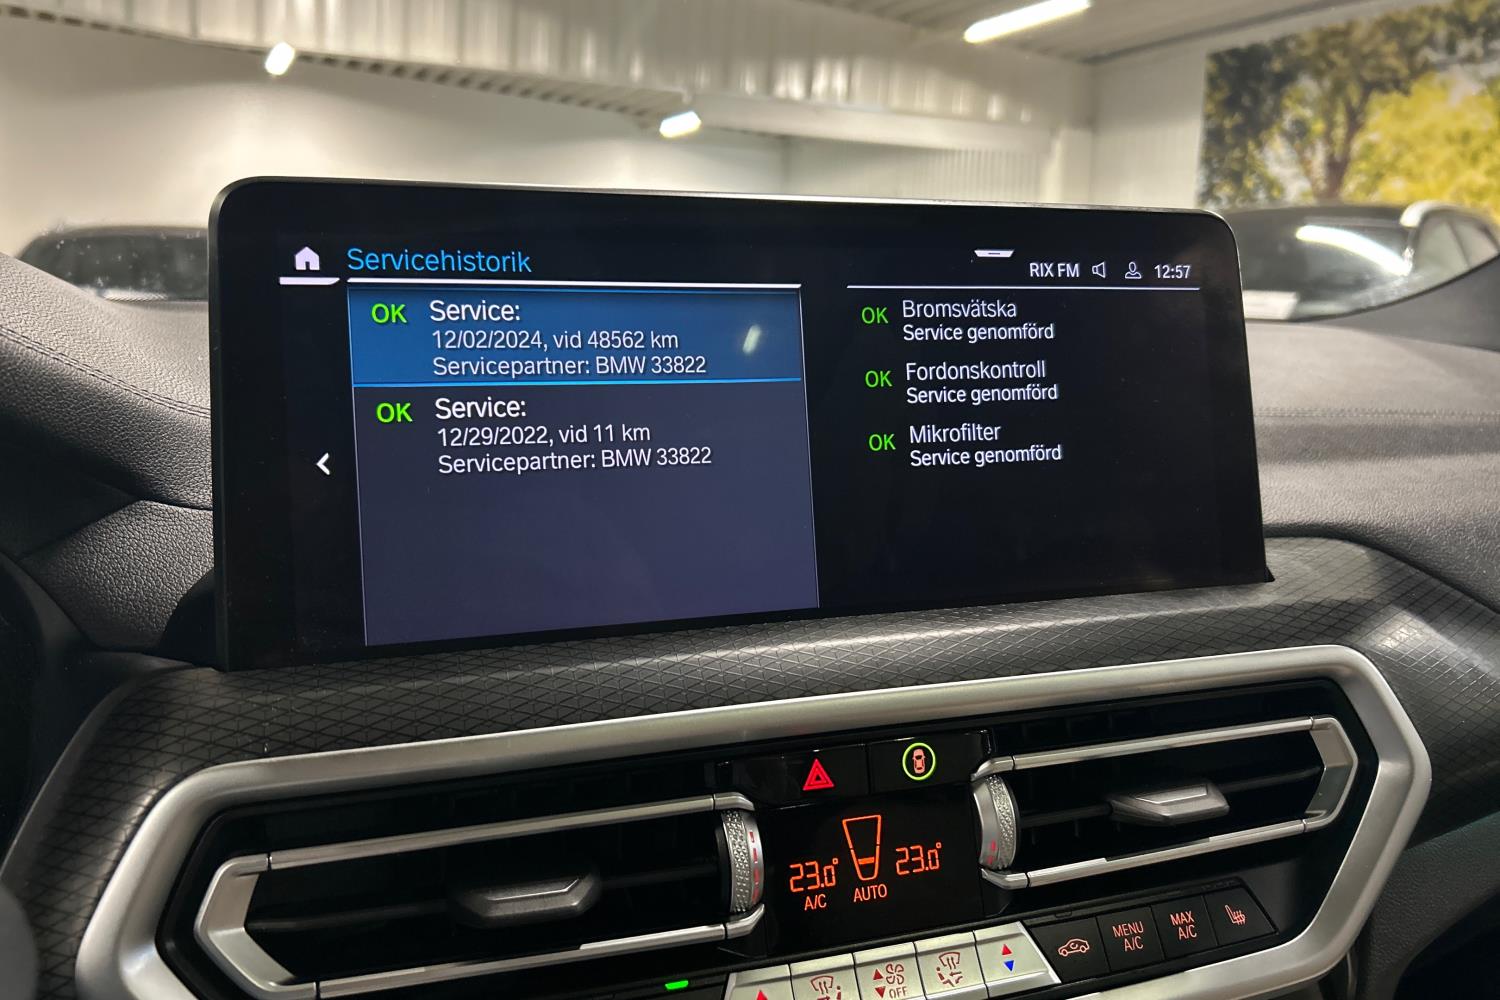 Servicehistorik
RIX FM 12:57
OK Service:
12/02/2024, vid 48562 km
Servicepartner: BMW 33822
OK Service:
12/29/2022, vid 11 km
Servicepartner: BMW 33822
OK Bromsvätska
Service genomförd
OK Fordonskontroll
Service genomförd
OK Mikrofilter
Service genomförd
23.0° 23.0°
A/C AUTO
MENU
A/C
MAX
A/C
OFF